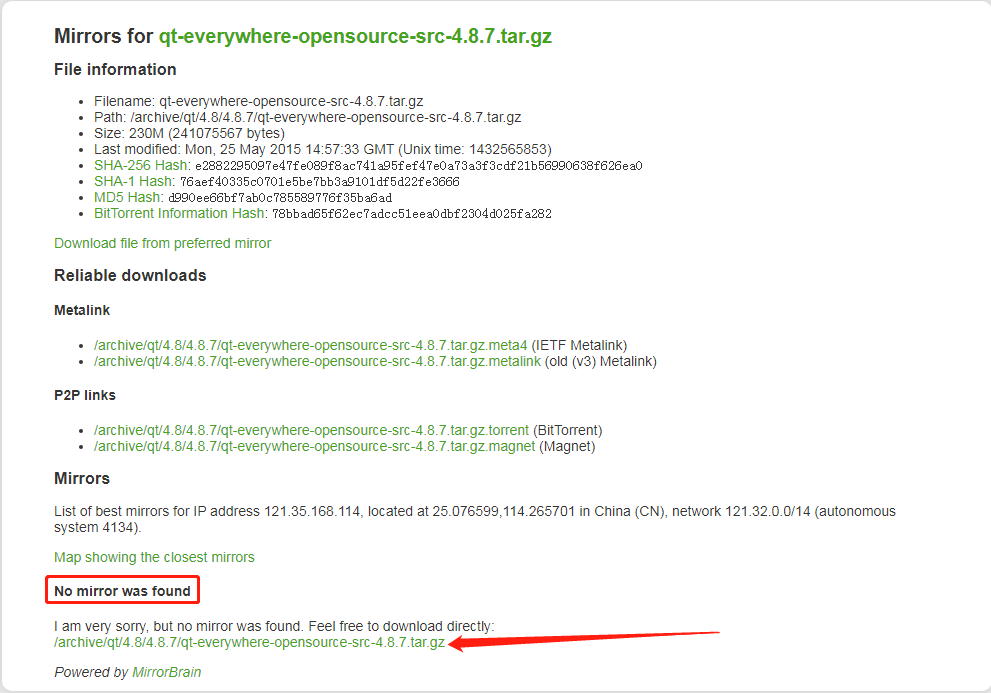 Mirrors for qt-everywhere-opensource-src-4.8.7.tar.gz
File information
• Filename: qt-everywhere-opensource-src-4.8.7.tar.gz
• Path: /archive/qt/4.8/4.8.7/qt-everywhere-opensource-src-4.8.7.tar.gz
• Size: 230M (241075567 bytes)
• Last modified: Mon, 25 May 2015 14:57:33 GMT (Unix time: 1432565853)
• SHA-256 Hash: e2882295097e47fe089f8ac741a95fef47e0a73a3f3cdf21b56990638f626ea0
• SHA-1 Hash: 76aef40335c0701e5be7bb3a9101df5d22fe3666
• MD5 Hash: d990ee66bf7ab0c785589776f35ba6ad
• BitTorrent Information Hash: 78bbad65f62ec7adcc51eea0dbf2304d025fa282
Download file from preferred mirror
Reliable downloads
Metalink
• /archive/qt/4.8/4.8.7/qt-everywhere-opensource-src-4.8.7.tar.gz.meta4 (IETF Metalink)
• /archive/qt/4.8/4.8.7/qt-everywhere-opensource-src-4.8.7.tar.gz.metalink (old (v3) Metalink)
P2P links
• /archive/qt/4.8/4.8.7/qt-everywhere-opensource-src-4.8.7.tar.gz.torrent (BitTorrent)
• /archive/qt/4.8/4.8.7/qt-everywhere-opensource-src-4.8.7.tar.gz.magnet (Magnet)
Mirrors
List of best mirrors for IP address 121.35.168.114, located at 25.076599,114.265701 in China (CN), network 121.32.0.0/14 (autonomous
system 4134).
Map showing the closest mirrors
No mirror was found
I am very sorry, but no mirror was found. Feel free to download directly:
/archive/qt/4.8/4.8.7/qt-everywhere-opensource-src-4.8.7.tar.gz
Powered by MirrorBrain